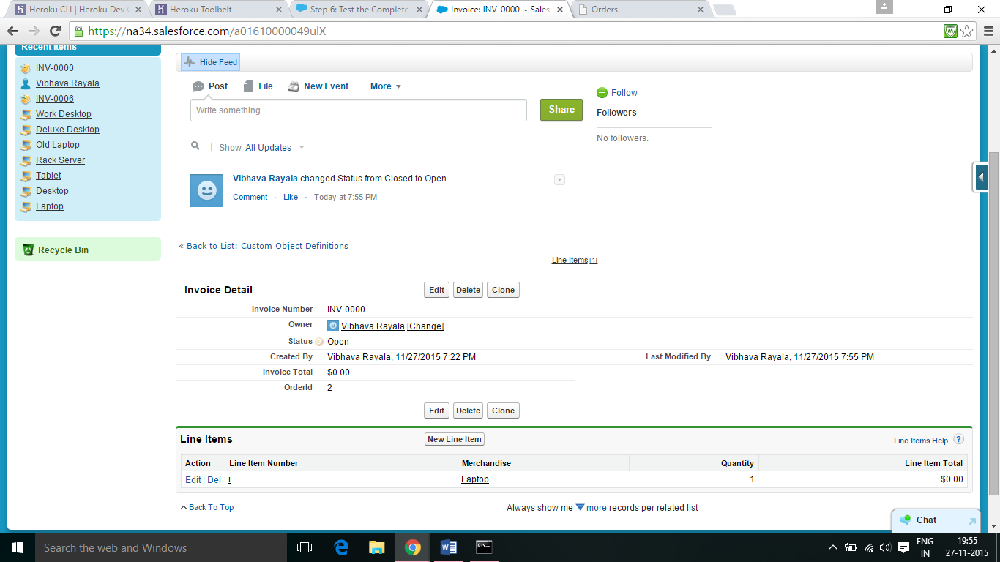 Heroku CLI | Heroku Dev C
Heroku Toolbelt
Step 6: Test the Complete
Invoice: INV-0000 ~ Sales
Orders
https://na34.salesforce.com/a01610000049ulX
Recent Items
INV-0000
Vibhava Rayala
INV-0006
Work Desktop
Deluxe Desktop
Old Laptop
Rack Server
Tablet
Desktop
Laptop
Recycle Bin
Hide Feed
Post File New Event More
Write something...
Share
Follow
Followers
No followers.
Show All Updates
Vibhava Rayala changed Status from Closed to Open.
Comment · Like · Today at 7:55 PM
« Back to List: Custom Object Definitions
Line Items [1]
Invoice Detail Edit Delete Clone
Invoice Number INV-0000
Owner Vibhava Rayala [Change]
Status ? Open
Created By Vibhava Rayala, 11/27/2015 7:22 PM Last Modified By Vibhava Rayala, 11/27/2015 7:55 PM
Invoice Total $0.00
OrderId 2
Edit Delete Clone
Line Items New Line Item Line Items Help ?
Action Line Item Number Merchandise Quantity Line Item Total
Edit | Del i Laptop 1 $0.00
Back To Top Always show me more records per related list
Chat
Search the web and Windows
ENG 19:55
IN 27-11-2015